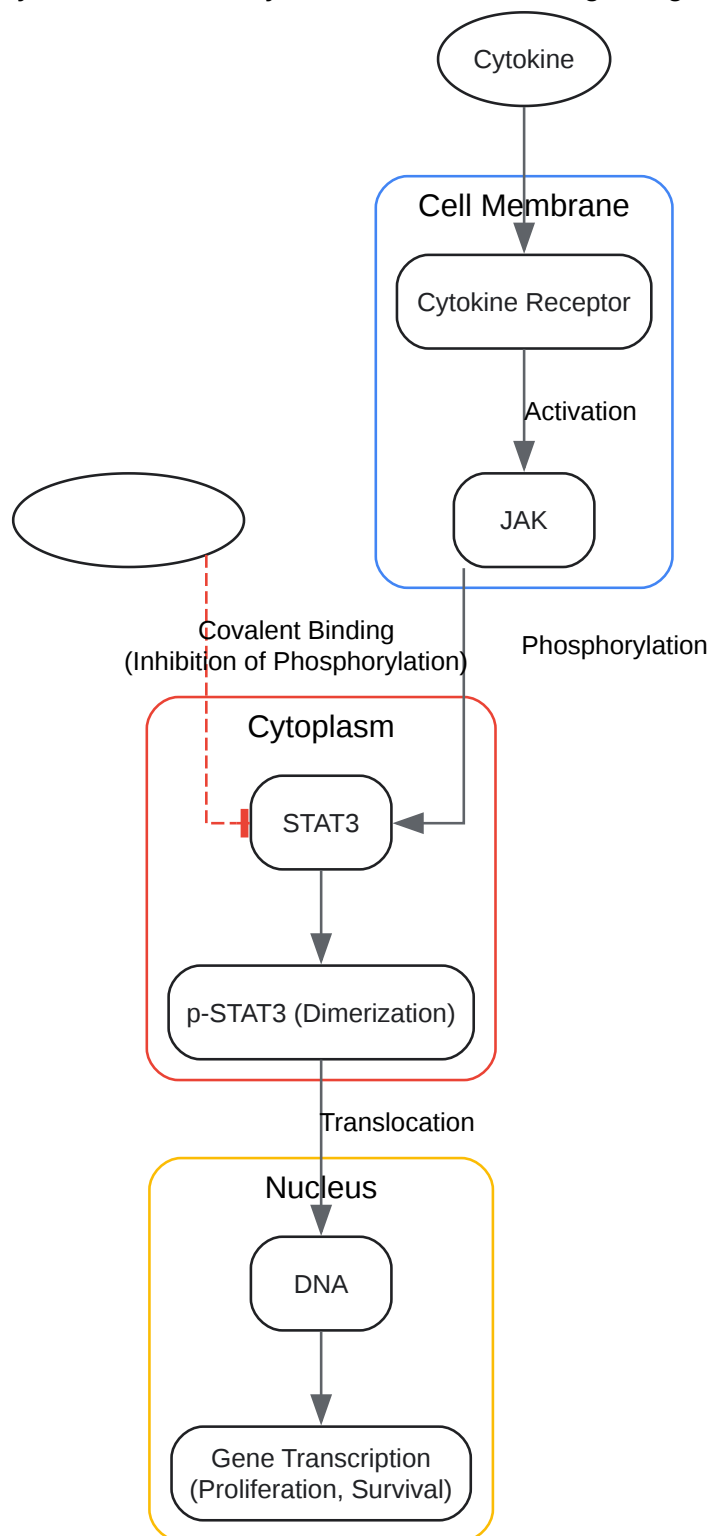 Cytokine
Cell Membrane
Cytokine Receptor
Activation
JAK
Covalent Binding
(Inhibition of Phosphorylation)
Phosphorylation
Cytoplasm
STAT3
p-STAT3 (Dimerization)
Translocation
Nucleus
DNA
Gene Transcription
(Proliferation, Survival)